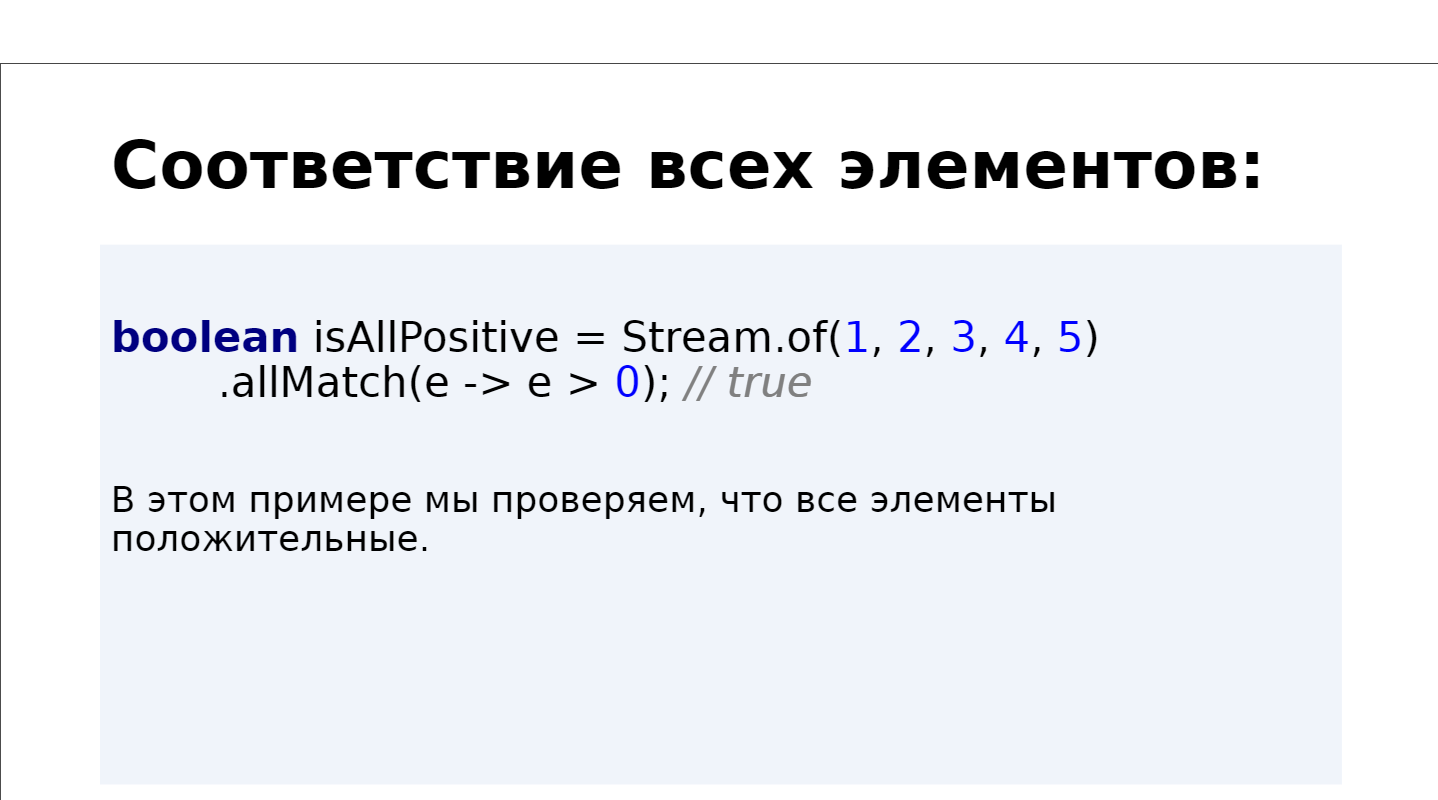 Соответствие всех элементов:
boolean isAllPositive = Stream.of(1, 2, 3, 4, 5)
.allMatch(e -> e > 0); // true
В этом примере мы проверяем, что все элементы
положительные.